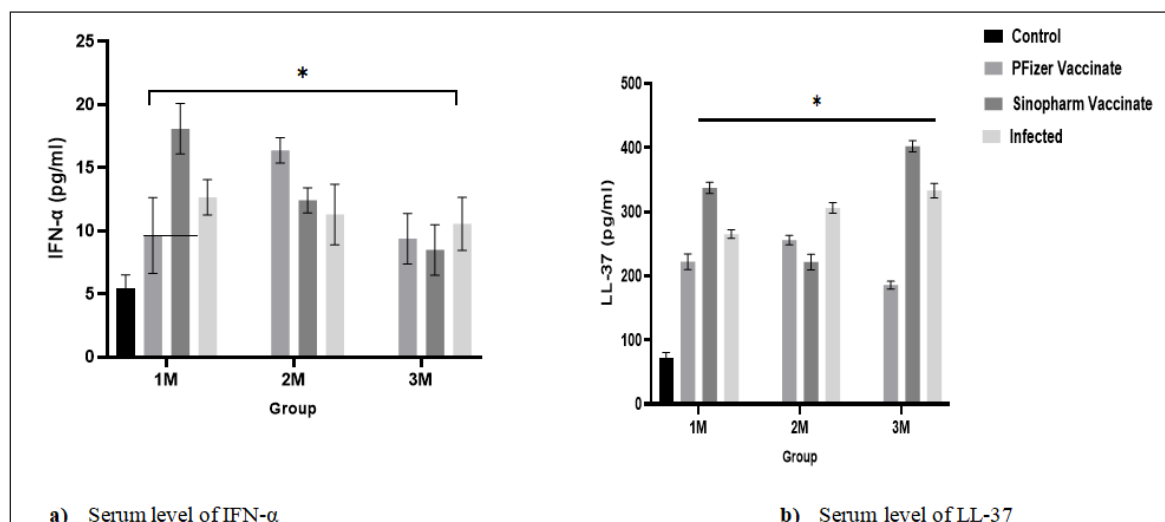 25
20
15
10
5
0
IFN-α (pg/ml)
*
1M 2M 3M
Group
500
400
300
200
100
0
LL-37 (pg/ml)
*
1M 2M 3M
Group
Control
PFizer Vaccinate
Sinopharm Vaccinate
Infected
a) Serum level of IFN-α
b) Serum level of LL-37